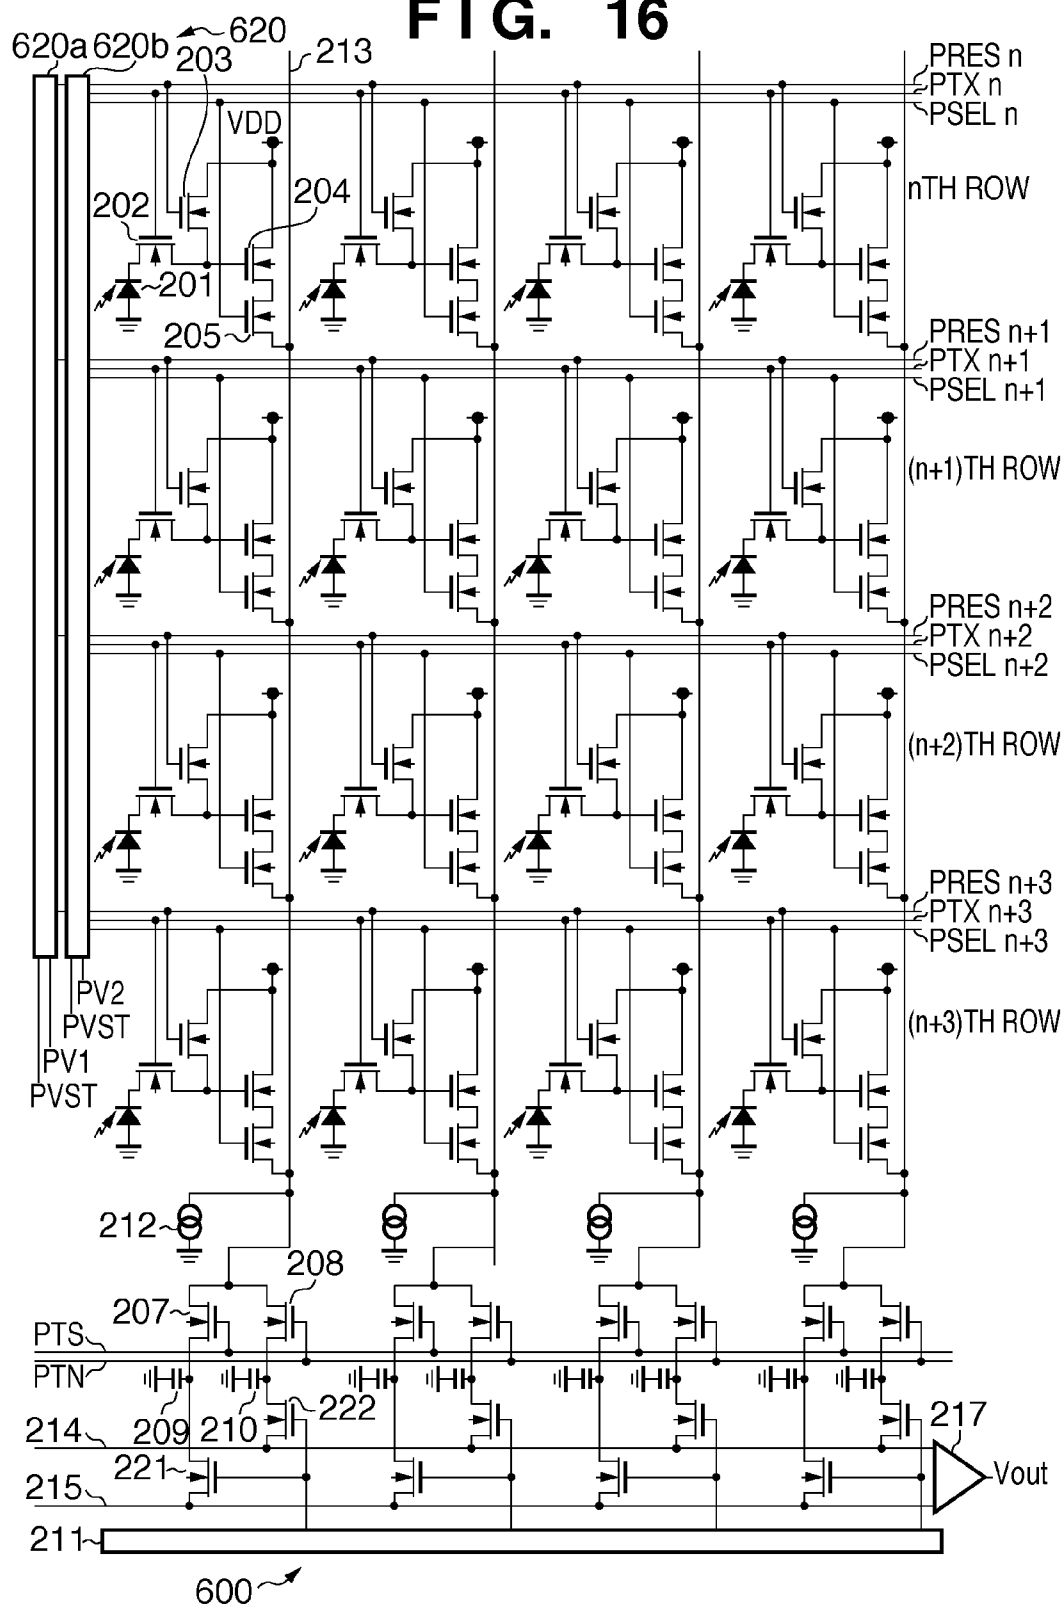 FIG. 16
620a 620b 620
203
213
PRES n
PTX n
PSEL n
VDD
nTH ROW
202
204
201
205
PRES n+1
PTX n+1
PSEL n+1
(n+1)TH ROW
PRES n+2
PTX n+2
PSEL n+2
(n+2)TH ROW
PRES n+3
PTX n+3
PSEL n+3
PV2
PVST
(n+3)TH ROW
PV1
PVST
212
208
207
PTS
PTN
209 210 222
214
217
221
Vout
215
211
600